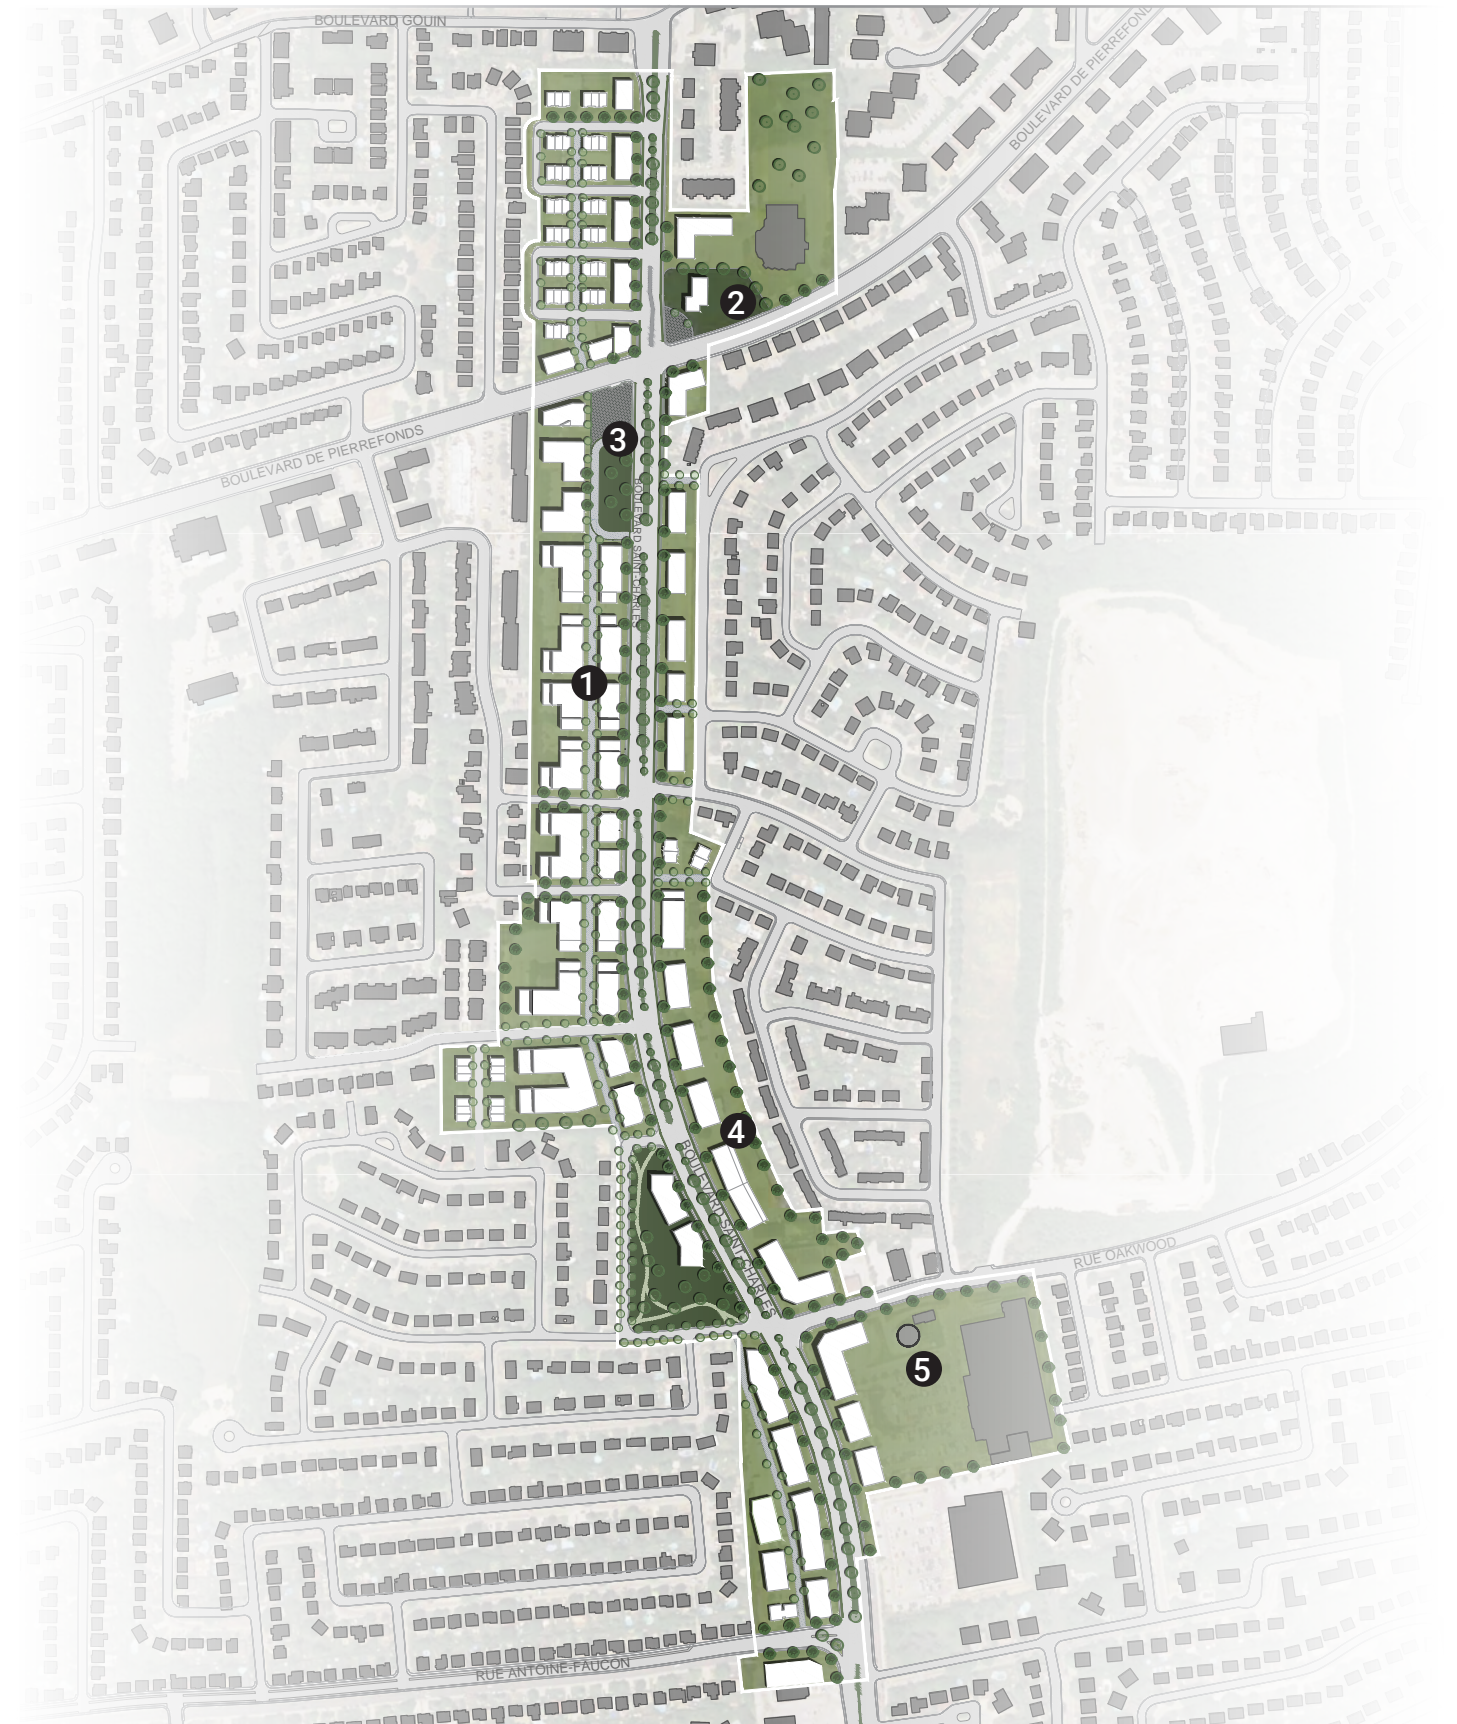 BOULEVARD GOUIN
BOULEVARD DE PIERREFONDS
2
3
BOULEVARD DE PIERREFONDS
BOULEVARD SAINT-CHARLES
1
4
BOULEVARD SAINT-CHARLES
RUE OAKWOOD
5
RUE ANTOINE-FAUCON